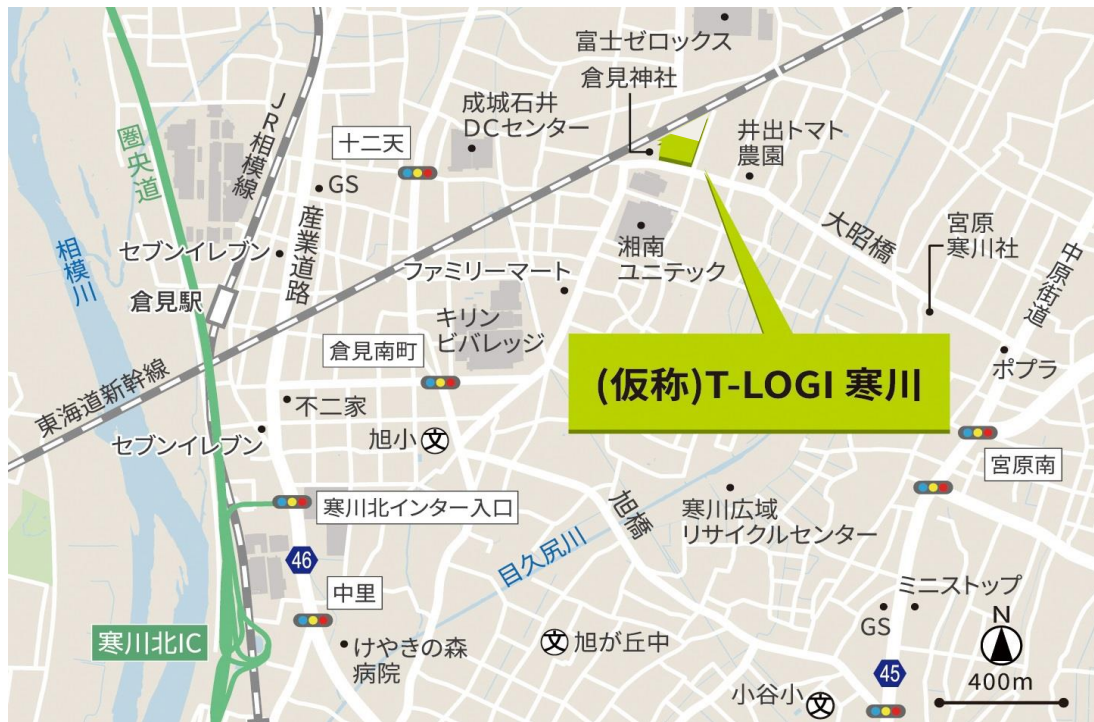 富士ゼロックス
倉見神社
成城石井
DCセンター
井出トマト
農園
JR相模線
十二天
圏央道
GS
産業道路
湘南
ユニテック
大昭橋
宮原
寒川社
中原街道
相模川
セブンイレブン
ファミリーマート
倉見駅
キリン
ビバレッジ
倉見南町
(仮称)T-LOGI 寒川
ポプラ
東海道新幹線
不二家
セブンイレブン
旭小
文
宮原南
寒川北インター入口
旭橋
寒川広域
リサイクルセンター
目久尻川
46
中里
ミニストップ
GS
N
寒川北IC
けやきの森
病院
文
旭が丘中
45
400m
小谷小
文